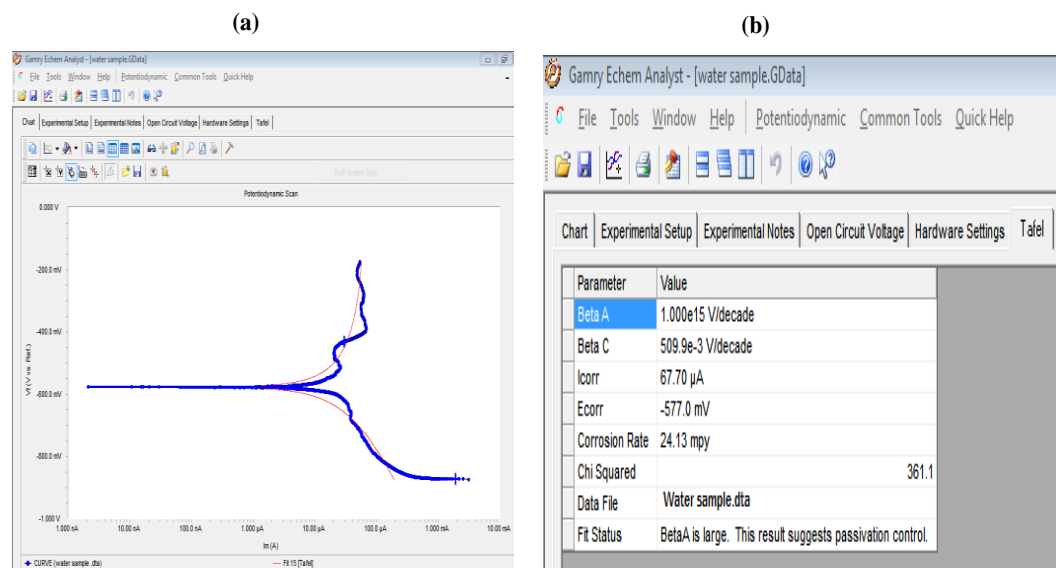 (a)
Gamry Echem Analyst - [water sample.GData]
File Tools Window Help Potentiodynamic Common Tools Quick Help
Chart Experimental Setup Experimental Notes Open Circuit Voltage Hardware Settings Tafel
Full-screen Snip
Potentiodynamic Scan
0.000 V
-200.0 mV
-400.0 mV
-600.0 mV
-800.0 mV
-1.000 V
Vf (V vs. Ref.)
1.000 nA 10.00 nA 100.0 nA 1.000 µA 10.00 µA 100.0 µA 1.000 mA 10.00 mA
Im (A)
CURVE (water sample .dta) Fit 15 [Tafel]
(b)
Gamry Echem Analyst - [water sample.GData]
File Tools Window Help Potentiodynamic Common Tools Quick Help
Chart Experimental Setup Experimental Notes Open Circuit Voltage Hardware Settings Tafel
Parameter Value
Beta A 1.000e15 V/decade
Beta C 509.9e-3 V/decade
Icorr 67.70 µA
Ecorr -577.0 mV
Corrosion Rate 24.13 mpy
Chi Squared 361.1
Data File Water sample.dta
Fit Status BetaA is large. This result suggests passivation control.